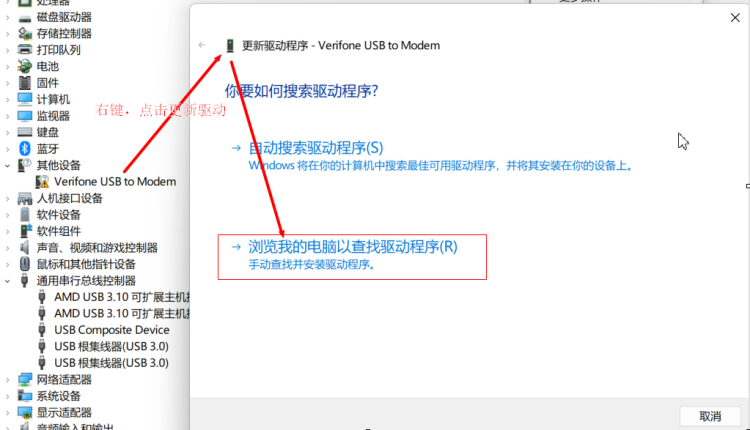 处理器
磁盘驱动器
存储控制器
打印队列
电池
固件
计算机
监视器
键盘
蓝牙
其他设备
Verifone USB to Modem
人机接口设备
软件设备
软件组件
声音、视频和游戏控制器
鼠标和其他指针设备
通用串行总线控制器
AMD USB 3.10 可扩展主机
AMD USB 3.10 可扩展主机
USB Composite Device
USB 根集线器(USB 3.0)
USB 根集线器(USB 3.0)
网络适配器
系统设备
显示适配器
音频输入和输出
右键，点击更新驱动
更新驱动程序 - Verifone USB to Modem
你要如何搜索驱动程序?
自动搜索驱动程序(S)
Windows 将在你的计算机中搜索最佳可用驱动程序，并将其安装在你的设备上。
浏览我的电脑以查找驱动程序(R)
手动查找并安装驱动程序。
取消